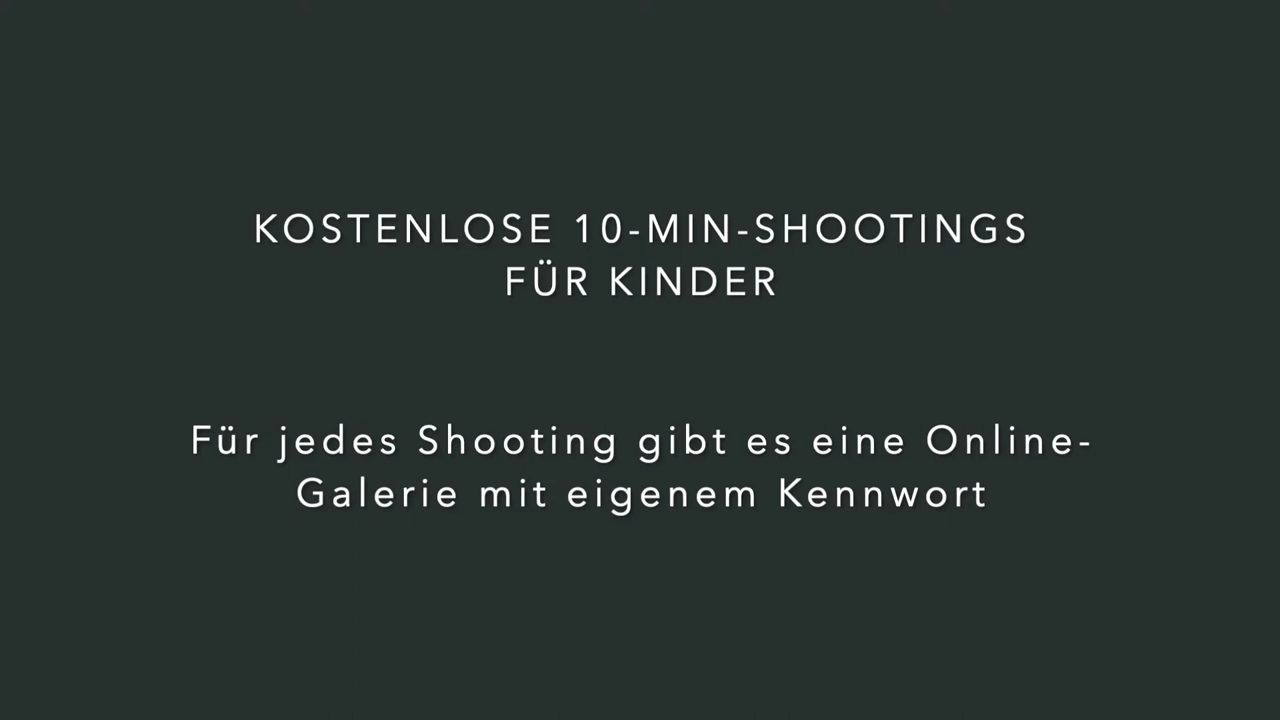 KOSTENLOSE 10-MIN-SHOOTINGS
FÜR KINDER
Für jedes Shooting gibt es eine Online-
Galerie mit eigenem Kennwort